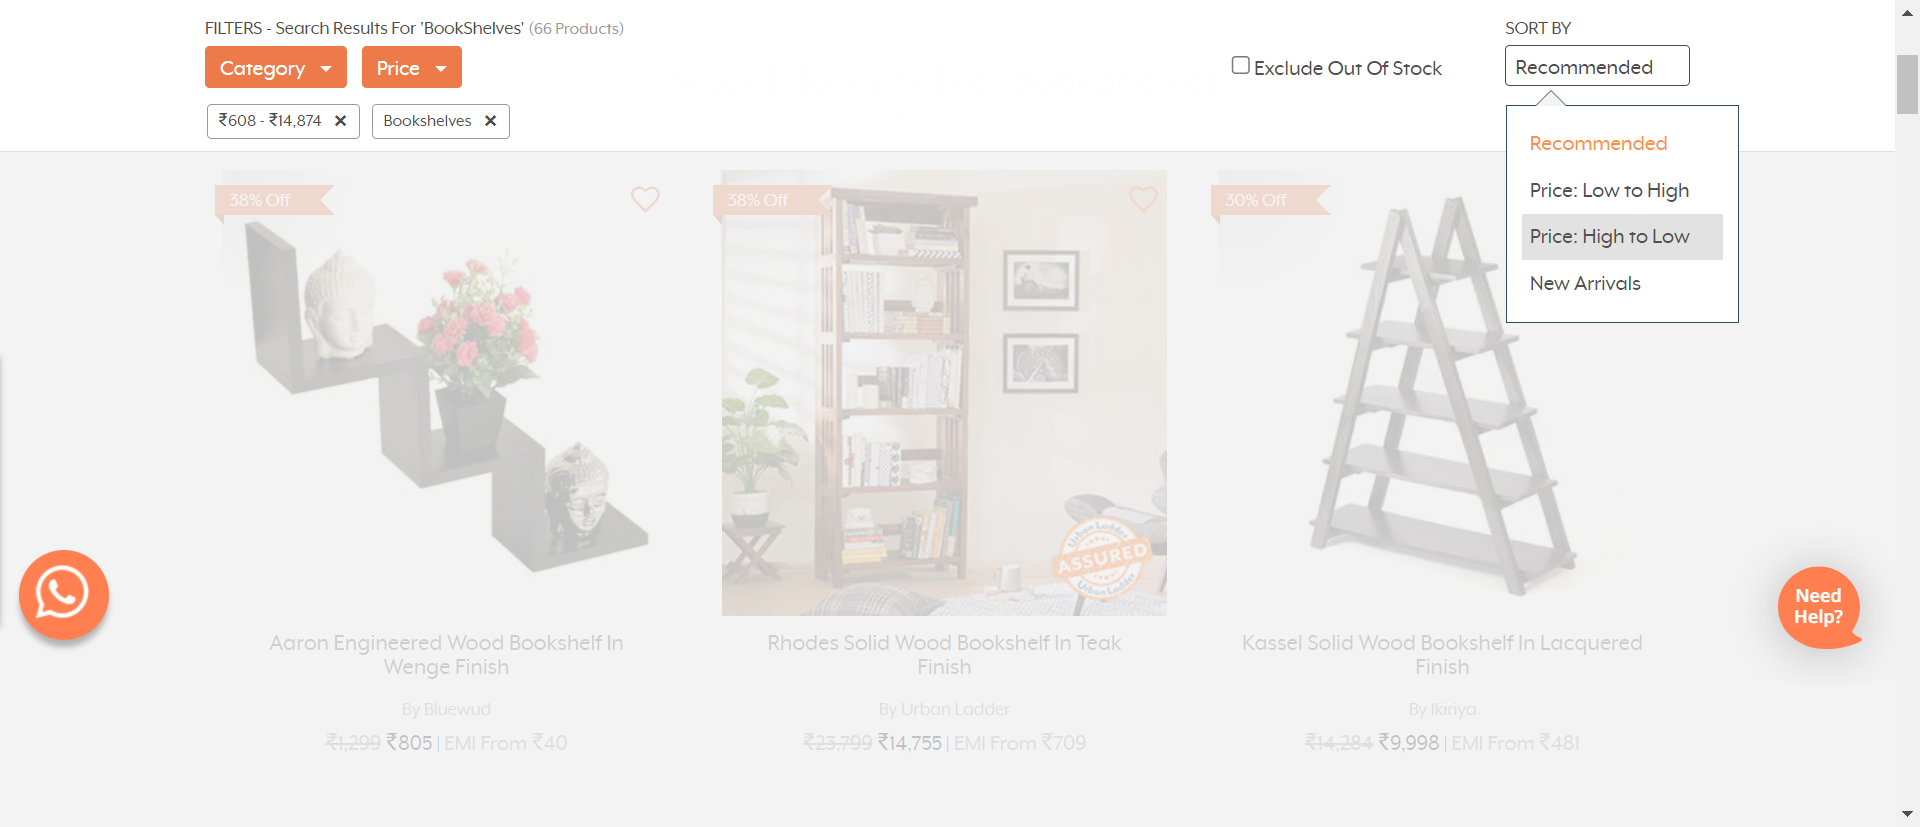 FILTERS - Search Results For 'BookShelves' (66 Products)
SORT BY
Category
Price
Exclude Out Of Stock
Recommended
₹608 - ₹14,874 ✕
Bookshelves ✕
Recommended
Price: Low to High
Price: High to Low
New Arrivals
38% Off
38% Off
30% Off
Urban Ladder
ASSURED
Urban Ladder
Need
Help?
Aaron Engineered Wood Bookshelf In
Wenge Finish
By Bluewud
₹1,299 ₹805 | EMI From ₹40
Rhodes Solid Wood Bookshelf In Teak
Finish
By Urban Ladder
₹23,799 ₹14,755 | EMI From ₹709
Kassel Solid Wood Bookshelf In Lacquered
Finish
By Ikiriya
₹14,284 ₹9,998 | EMI From ₹481